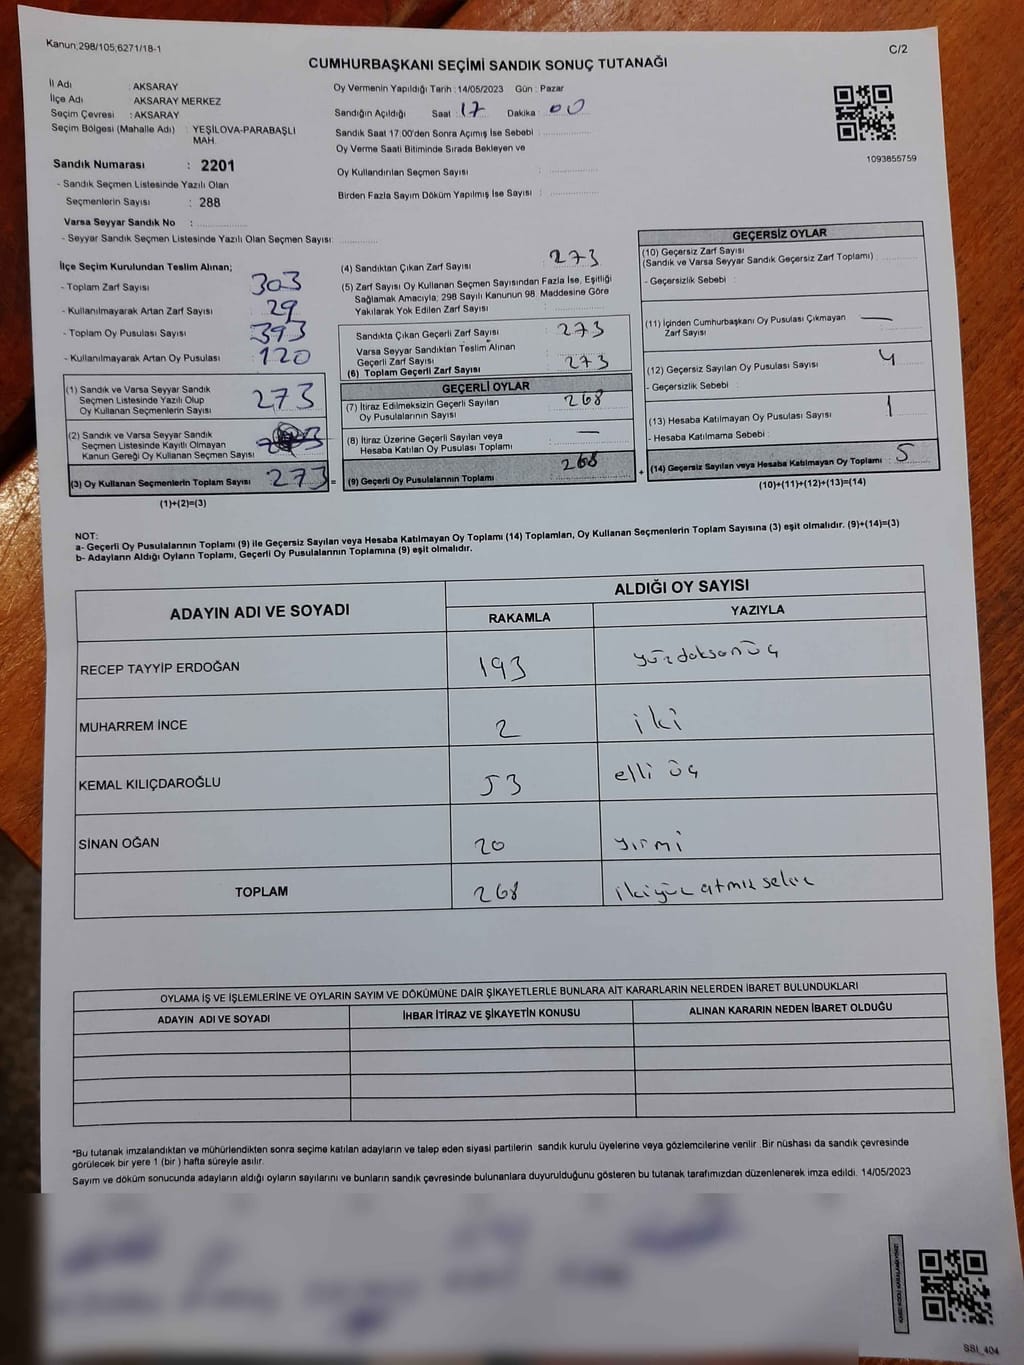 Kanun;298/105;6271/18-1
C/2
CUMHURBAŞKANI SEÇİMİ SANDIK SONUÇ TUTANAĞI
İl Adı : AKSARAY
İlçe Adı : AKSARAY MERKEZ
Seçim Çevresi : AKSARAY
Seçim Bölgesi (Mahalle Adı) : YEŞİLOVA-PARABAŞLI
MAH.
Sandık Numarası : 2201
- Sandık Seçmen Listesinde Yazılı Olan
Seçmenlerin Sayısı : 288
Varsa Seyyar Sandık No :
- Seyyar Sandık Seçmen Listesinde Yazılı Olan Seçmen Sayısı:
Oy Vermenin Yapıldığı Tarih : 14/05/2023 Gün : Pazar
Sandığın Açıldığı Saat : 17 Dakika : 00
Sandık Saat 17:00'den Sonra Açımış İse Sebebi :
Oy Verme Saati Bitiminde Sırada Bekleyen ve
Oy Kullandırılan Seçmen Sayısı :
Birden Fazla Sayım Döküm Yapılmış İse Sayısı :
1093855759
İlçe Seçim Kurulundan Teslim Alınan;
- Toplam Zarf Sayısı : 303
- Kullanılmayarak Artan Zarf Sayısı : 29
- Toplam Oy Pusulası Sayısı : 393
- Kullanılmayarak Artan Oy Pusulası : 120
(1) Sandık ve Varsa Seyyar Sandık
Seçmen Listesinde Yazılı Olup
Oy Kullanan Seçmenlerin Sayısı : 273
(2) Sandık ve Varsa Seyyar Sandık
Seçmen Listesinde Kayıtlı Olmayan
Kanun Gereği Oy Kullanan Seçmen Sayısı :
(3) Oy Kullanan Seçmenlerin Toplam Sayısı : 273 =
(1)+(2)=(3)
(4) Sandıktan Çıkan Zarf Sayısı : 273
(5) Zarf Sayısı Oy Kullanan Seçmen Sayısından Fazla İse, Eşitliği
Sağlamak Amacıyla; 298 Sayılı Kanunun 98. Maddesine Göre
Yakılarak Yok Edilen Zarf Sayısı :
Sandıkta Çıkan Geçerli Zarf Sayısı : 273
Varsa Seyyar Sandıktan Teslim Alınan
Geçerli Zarf Sayısı :
(6) Toplam Geçerli Zarf Sayısı : 273
GEÇERLİ OYLAR
(7) İtiraz Edilmeksizin Geçerli Sayılan
Oy Pusulalarının Sayısı : 268
(8) İtiraz Üzerine Geçerli Sayılan veya
Hesaba Katılan Oy Pusulası Toplamı : —
(9) Geçerli Oy Pusulalarının Toplamı : 268 +
GEÇERSİZ OYLAR
(10) Geçersiz Zarf Sayısı
(Sandık ve Varsa Seyyar Sandık Geçersiz Zarf Toplamı) :
- Geçersizlik Sebebi :
(11) İçinden Cumhurbaşkanı Oy Pusulası Çıkmayan
Zarf Sayısı : —
(12) Geçersiz Sayılan Oy Pusulası Sayısı : 4
- Geçersizlik Sebebi :
(13) Hesaba Katılmayan Oy Pusulası Sayısı : 1
- Hesaba Katılmama Sebebi :
(14) Geçersiz Sayılan veya Hesaba Katılmayan Oy Toplamı : 5
(10)+(11)+(12)+(13)=(14)
NOT:
a- Geçerli Oy Pusulalarının Toplamı (9) ile Geçersiz Sayılan veya Hesaba Katılmayan Oy Toplamı (14) Toplamları, Oy Kullanan Seçmenlerin Toplam Sayısına (3) eşit olmalıdır. (9)+(14)=(3)
b- Adayların Aldığı Oyların Toplamı, Geçerli Oy Pusulalarının Toplamına (9) eşit olmalıdır.
ADAYIN ADI VE SOYADI
ALDIĞI OY SAYISI
RAKAMLA YAZIYLA
RECEP TAYYİP ERDOĞAN 193 yüzdoksanüç
MUHARREM İNCE 2 iki
KEMAL KILIÇDAROĞLU 53 elli üç
SİNAN OĞAN 20 yirmi
TOPLAM 268 ikiyüz atmış sekiz
OYLAMA İŞ VE İŞLEMLERİNE VE OYLARIN SAYIM VE DÖKÜMÜNE DAİR ŞİKAYETLERLE BUNLARA AİT KARARLARIN NELERDEN İBARET BULUNDUKLARI
ADAYIN ADI VE SOYADI İHBAR İTİRAZ VE ŞİKAYETİN KONUSU ALINAN KARARIN NEDEN İBARET OLDUĞU
*Bu tutanak imzalandıktan ve mühürlendikten sonra seçime katılan adayların ve talep eden siyasi partilerin sandık kurulu üyelerine veya gözlemcilerine verilir. Bir nüshası da sandık çevresinde
görülecek bir yere 1 (bir ) hafta süreyle asılır.
Sayım ve döküm sonucunda adayların aldığı oyların sayılarını ve bunların sandık çevresinde bulunanlara duyurulduğunu gösteren bu tutanak tarafımızdan düzenlenerek imza edildi. 14/05/2023
SSI_404